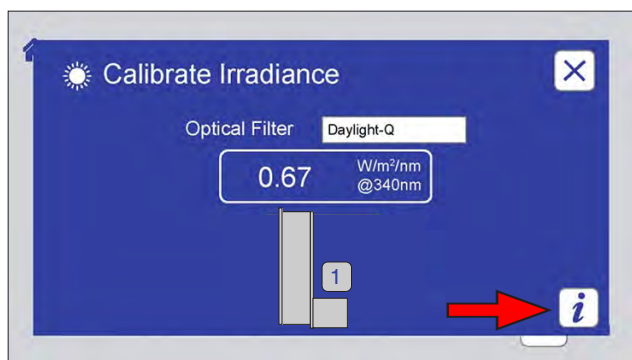 Calibrate Irradiance
Optical Filter Daylight-Q
0.67 W/m²/nm
@340nm
1
i